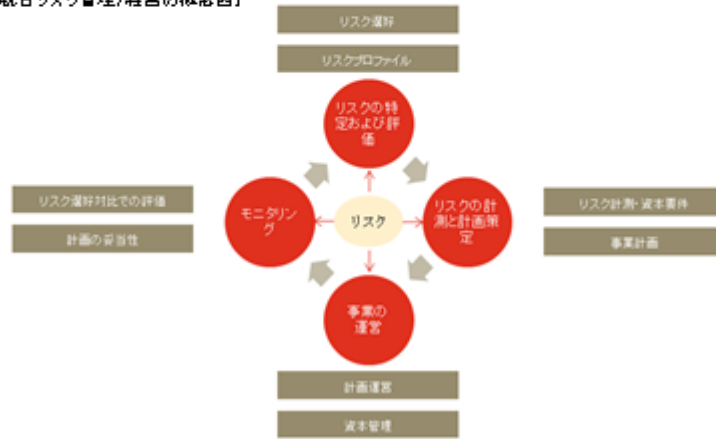 リスク管理/経営の概念図]
リスク選好
リスクプロファイル
リスクの特
定および評
価
リスク選好対比での評価
計画の妥当性
モニタリン
グ
リスク
リスクの計
測と計画策
定
リスク計測・資本要件
事業計画
事業の
運営
計画運営
資本管理